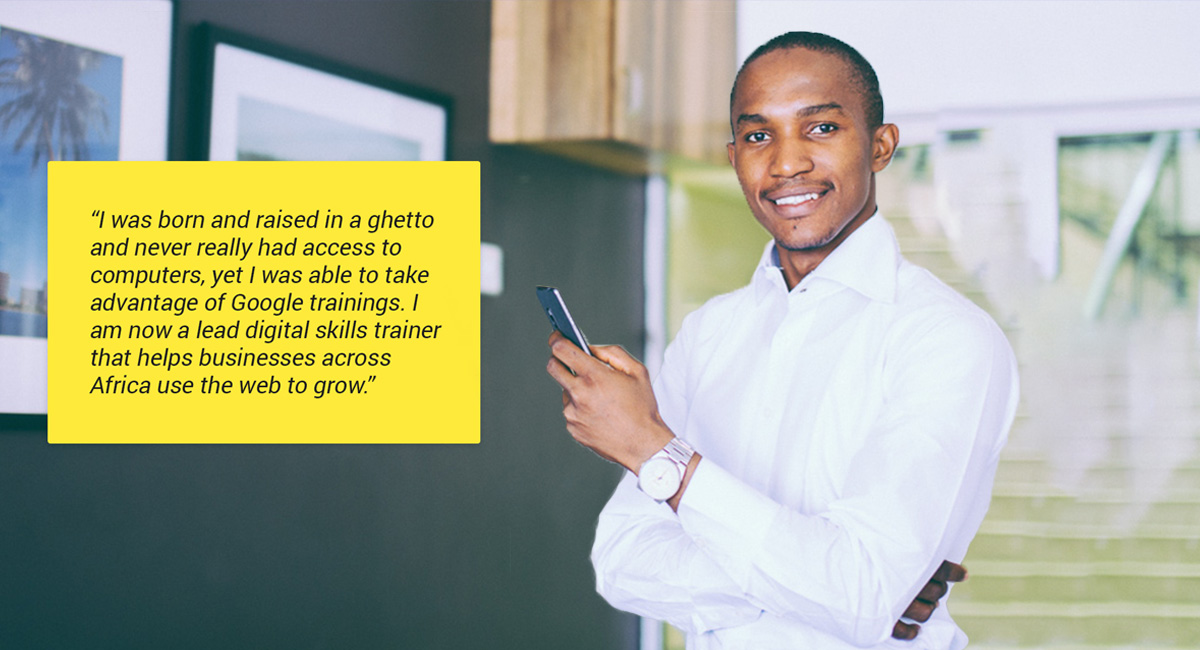 “I was born and raised in a ghetto
and never really had access to
computers, yet I was able to take
advantage of Google trainings. I
am now a lead digital skills trainer
that helps businesses across
Africa use the web to grow.”